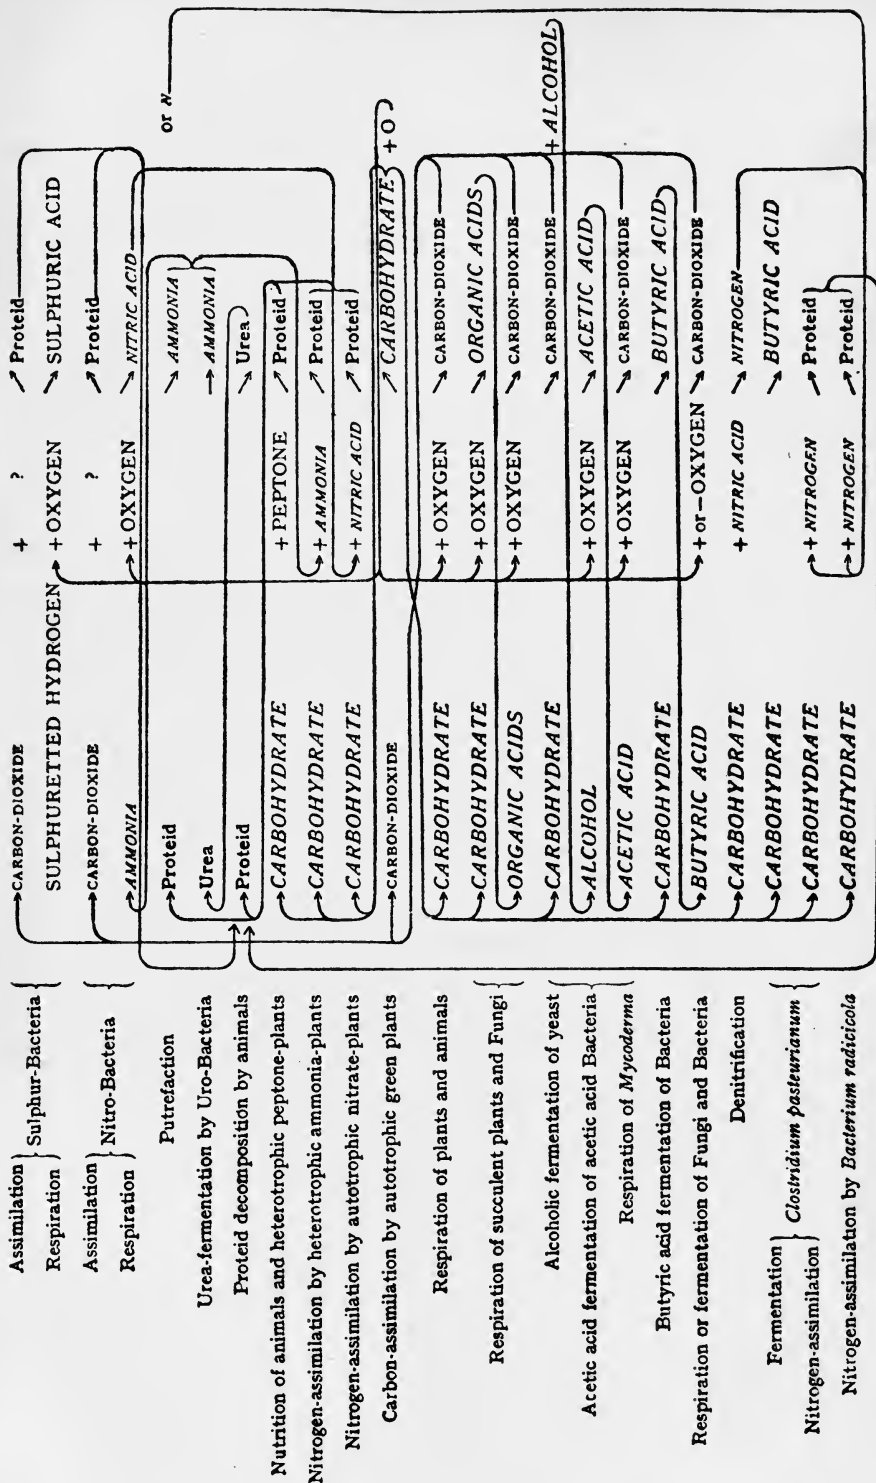 Assimilation } Sulphur-Bacteria { CARBON-DIOXIDE + ? Proteid
Respiration SULPHURETTED HYDROGEN + OXYGEN SULPHURIC ACID
Assimilation } Nitro-Bacteria { CARBON-DIOXIDE + ? Proteid
Respiration AMMONIA + OXYGEN NITRIC ACID
or N
Putrefaction Proteid AMMONIA
Urea-fermentation by Uro-Bacteria Urea AMMONIA
Proteid decomposition by animals Proteid Urea
Nutrition of animals and heterotrophic peptone-plants CARBOHYDRATE + PEPTONE Proteid
Nitrogen-assimilation by heterotrophic ammonia-plants CARBOHYDRATE + AMMONIA Proteid
Nitrogen-assimilation by autotrophic nitrate-plants CARBOHYDRATE + NITRIC ACID Proteid
Carbon-assimilation by autotrophic green plants CARBON-DIOXIDE CARBOHYDRATE + O
Respiration of plants and animals CARBOHYDRATE + OXYGEN CARBON-DIOXIDE
Respiration of succulent plants and Fungi { CARBOHYDRATE + OXYGEN ORGANIC ACIDS
ORGANIC ACIDS + OXYGEN CARBON-DIOXIDE
Alcoholic fermentation of yeast CARBOHYDRATE CARBON-DIOXIDE + ALCOHOL
Acetic acid fermentation of acetic acid Bacteria ALCOHOL + OXYGEN ACETIC ACID
Respiration of Mycoderma ACETIC ACID + OXYGEN CARBON-DIOXIDE
Butyric acid fermentation of Bacteria CARBOHYDRATE BUTYRIC ACID
Respiration or fermentation of Fungi and Bacteria BUTYRIC ACID + or — OXYGEN CARBON-DIOXIDE
Denitrification CARBOHYDRATE + NITRIC ACID NITROGEN
Fermentation } Clostridium pasteurianum { CARBOHYDRATE BUTYRIC ACID
Nitrogen-assimilation CARBOHYDRATE + NITROGEN Proteid
Nitrogen-assimilation by Bacterium radicicola CARBOHYDRATE + NITROGEN Proteid